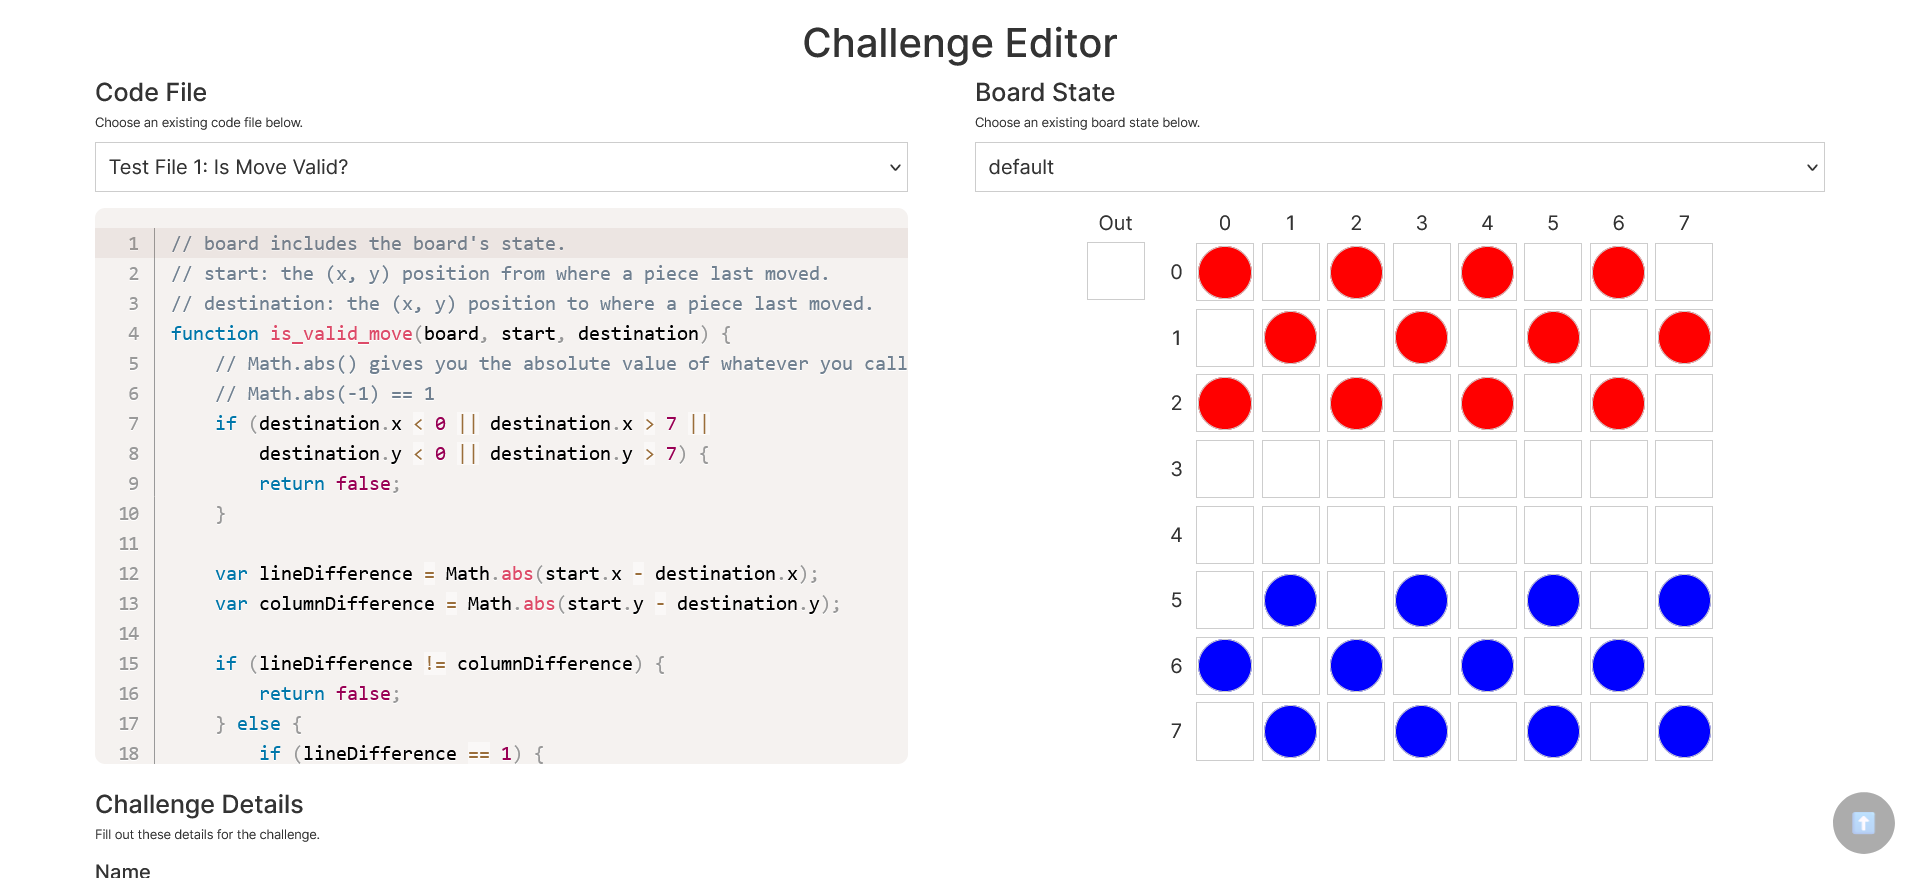 Challenge Editor
Code File
Choose an existing code file below.
Test File 1: Is Move Valid?
1 // board includes the board's state.
2 // start: the (x, y) position from where a piece last moved.
3 // destination: the (x, y) position to where a piece last moved.
4 function is_valid_move(board, start, destination) {
5 // Math.abs() gives you the absolute value of whatever you call
6 // Math.abs(-1) == 1
7 if (destination.x < 0 || destination.x > 7 ||
8 destination.y < 0 || destination.y > 7) {
9 return false;
10 }
11
12 var lineDifference = Math.abs(start.x - destination.x);
13 var columnDifference = Math.abs(start.y - destination.y);
14
15 if (lineDifference != columnDifference) {
16 return false;
17 } else {
18 if (lineDifference == 1) {
Board State
Choose an existing board state below.
default
Out 0 1 2 3 4 5 6 7
0
1
2
3
4
5
6
7
Challenge Details
Fill out these details for the challenge.
Name